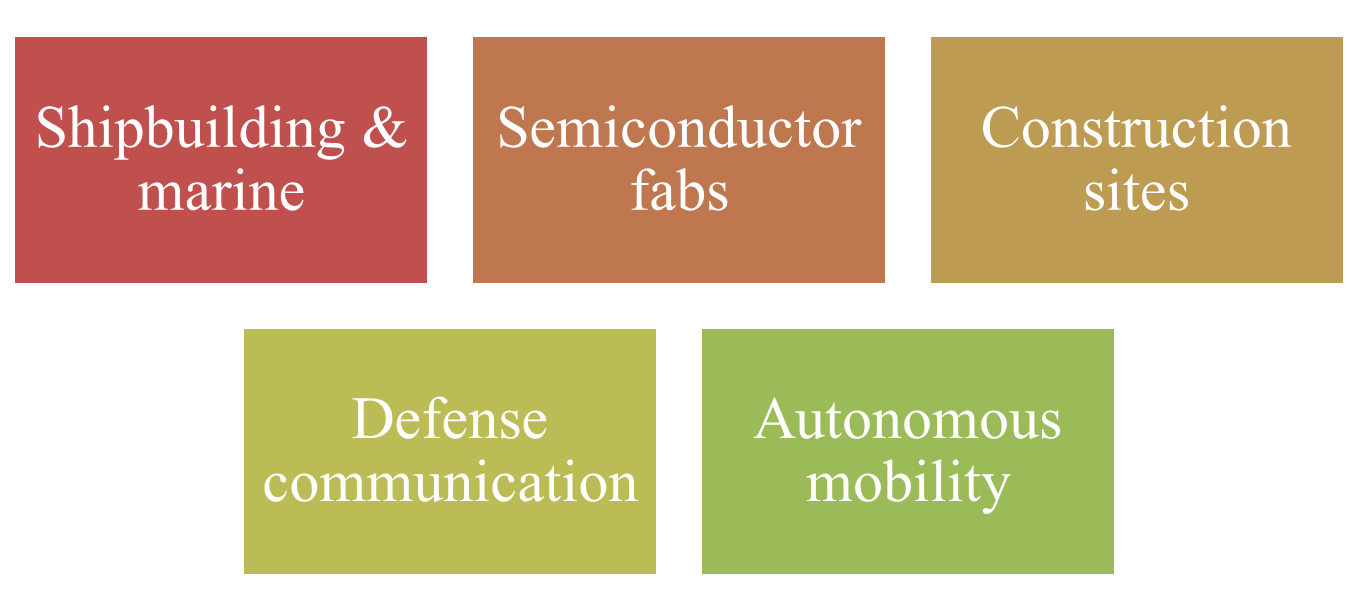 Shipbuilding &
marine
Semiconductor
fabs
Construction
sites
Defense
communication
Autonomous
mobility